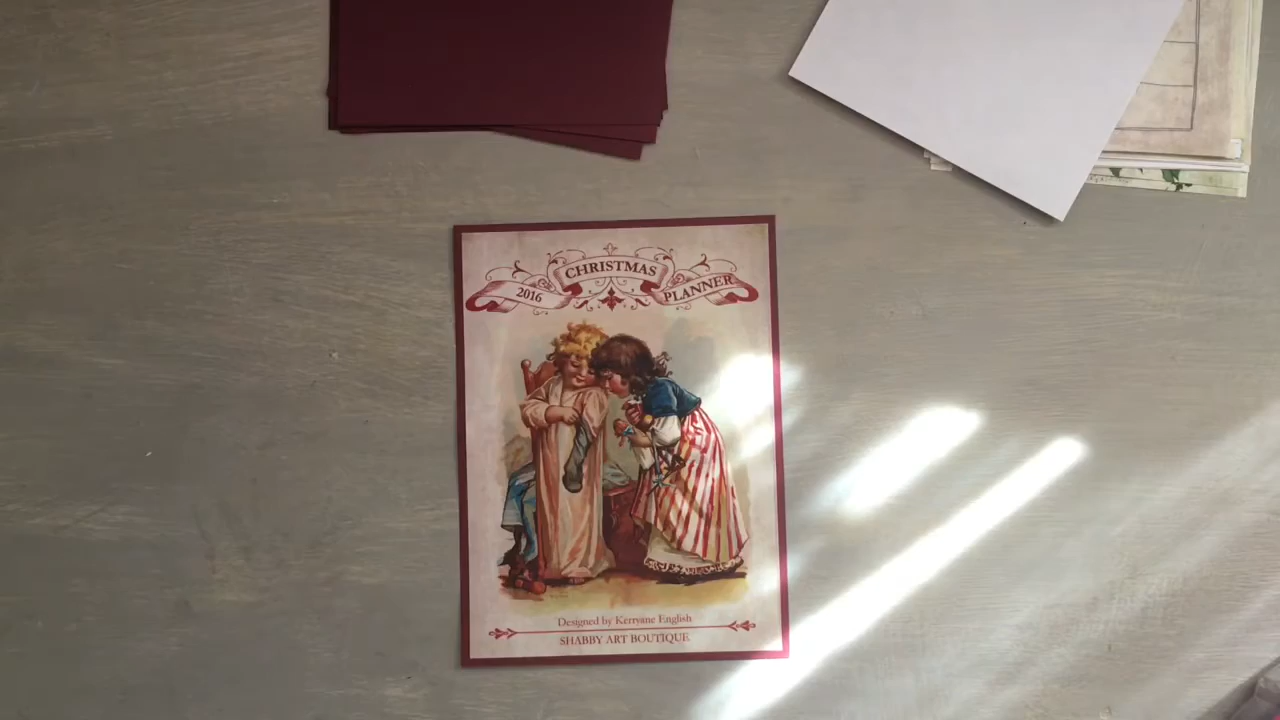 2016 CHRISTMAS PLANNER
Designed by Kerryane English
SHABBY ART BOUTIQUE